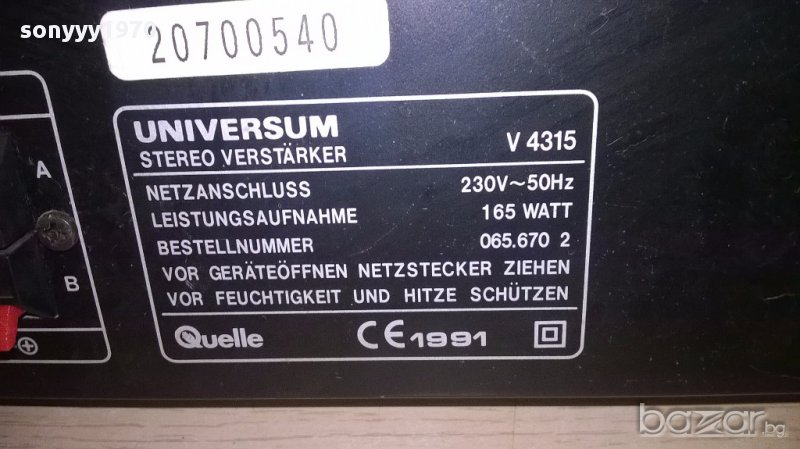 sonyyy1970
20700540
UNIVERSUM
STEREO VERSTÄRKER V 4315
NETZANSCHLUSS 230V~50Hz
LEISTUNGSAUFNAHME 165 WATT
BESTELLNUMMER 065.670 2
VOR GERÄTEÖFFNEN NETZSTECKER ZIEHEN
VOR FEUCHTIGKEIT UND HITZE SCHÜTZEN
Quelle CE1991
A
B
bazar.bg